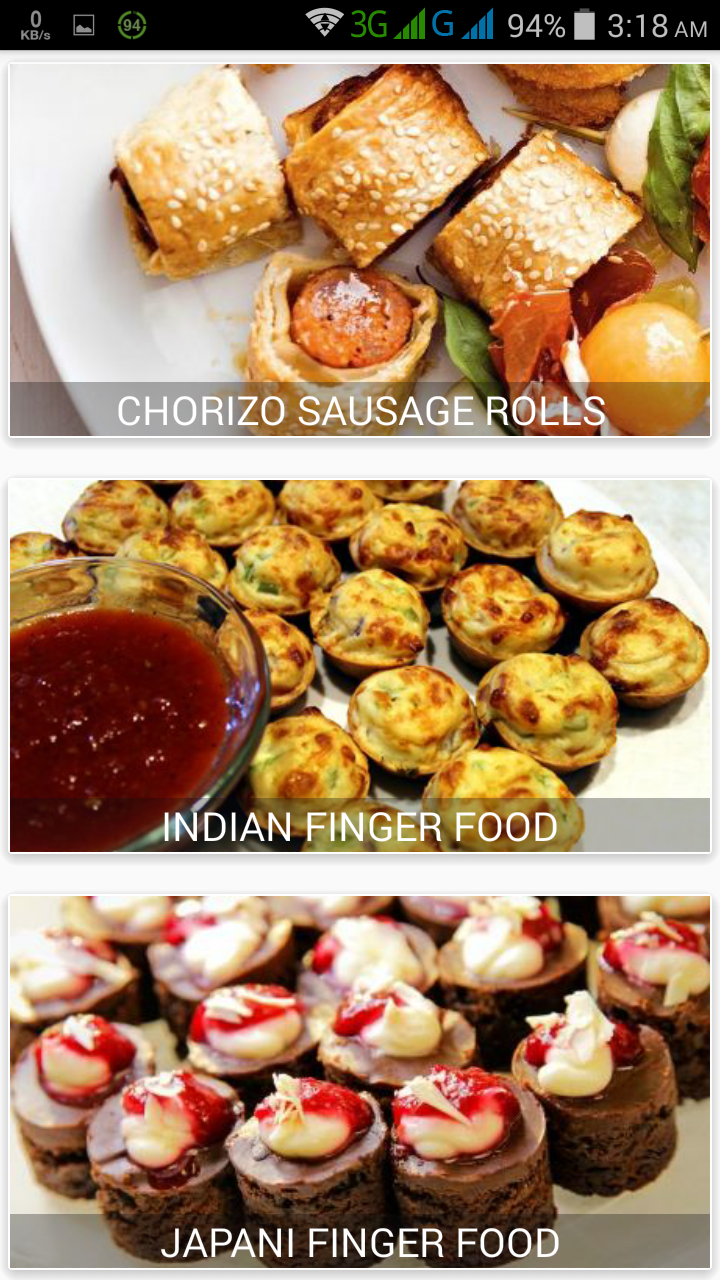 0
KB/s
94
3G
G
94%
3:18 AM
CHORIZO SAUSAGE ROLLS
INDIAN FINGER FOOD
JAPANI FINGER FOOD